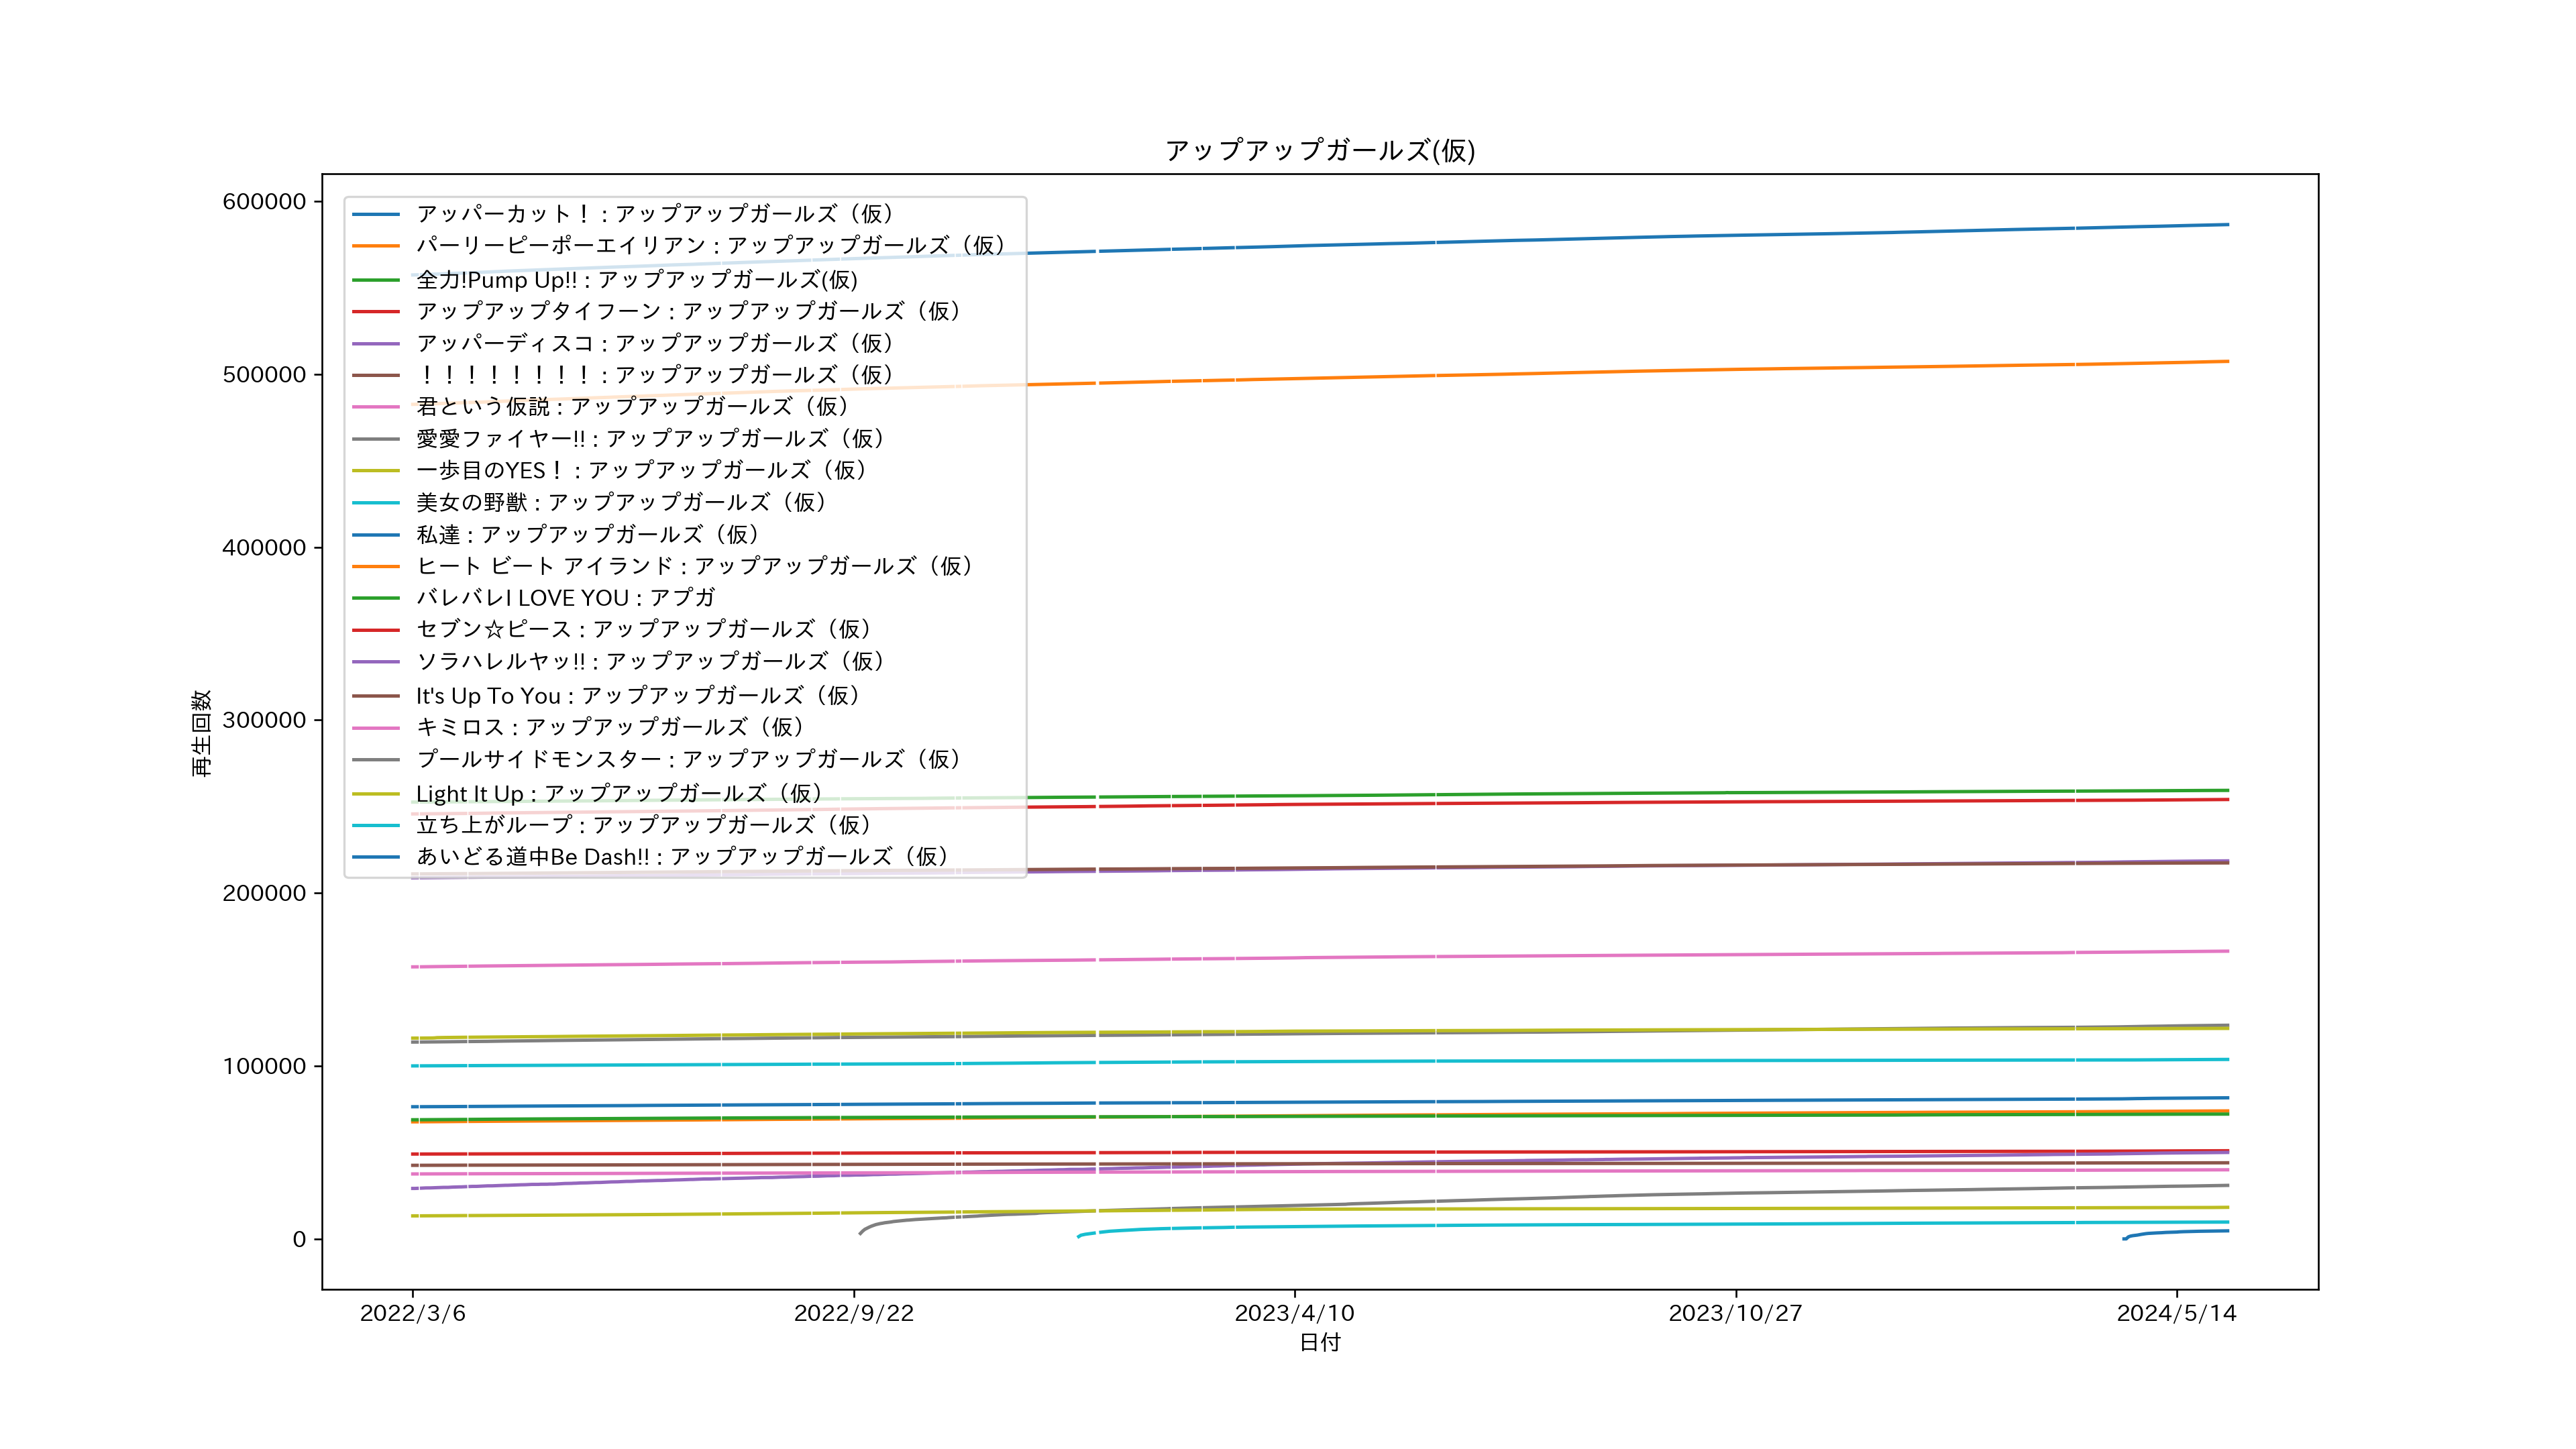 アップアップガールズ(仮)
600000
500000
400000
300000
200000
100000
0
再生回数
アッパーカット！ : アップアップガールズ（仮）
パーリーピーポーエイリアン : アップアップガールズ（仮）
全力!Pump Up!! : アップアップガールズ(仮)
アップアップタイフーン : アップアップガールズ（仮）
アッパーディスコ : アップアップガールズ（仮）
！！！！！！！！ : アップアップガールズ（仮）
君という仮説 : アップアップガールズ（仮）
愛愛ファイヤー!! : アップアップガールズ（仮）
一歩目のYES！ : アップアップガールズ（仮）
美女の野獣 : アップアップガールズ（仮）
私達 : アップアップガールズ（仮）
ヒート ビート アイランド : アップアップガールズ（仮）
バレバレI LOVE YOU : アプガ
セブン☆ピース : アップアップガールズ（仮）
ソラハレルヤッ!! : アップアップガールズ（仮）
It's Up To You : アップアップガールズ（仮）
キミロス : アップアップガールズ（仮）
プールサイドモンスター : アップアップガールズ（仮）
Light It Up : アップアップガールズ（仮）
立ち上がループ : アップアップガールズ（仮）
あいどる道中Be Dash!! : アップアップガールズ（仮）
2022/3/6
2022/9/22
2023/4/10
2023/10/27
2024/5/14
日付